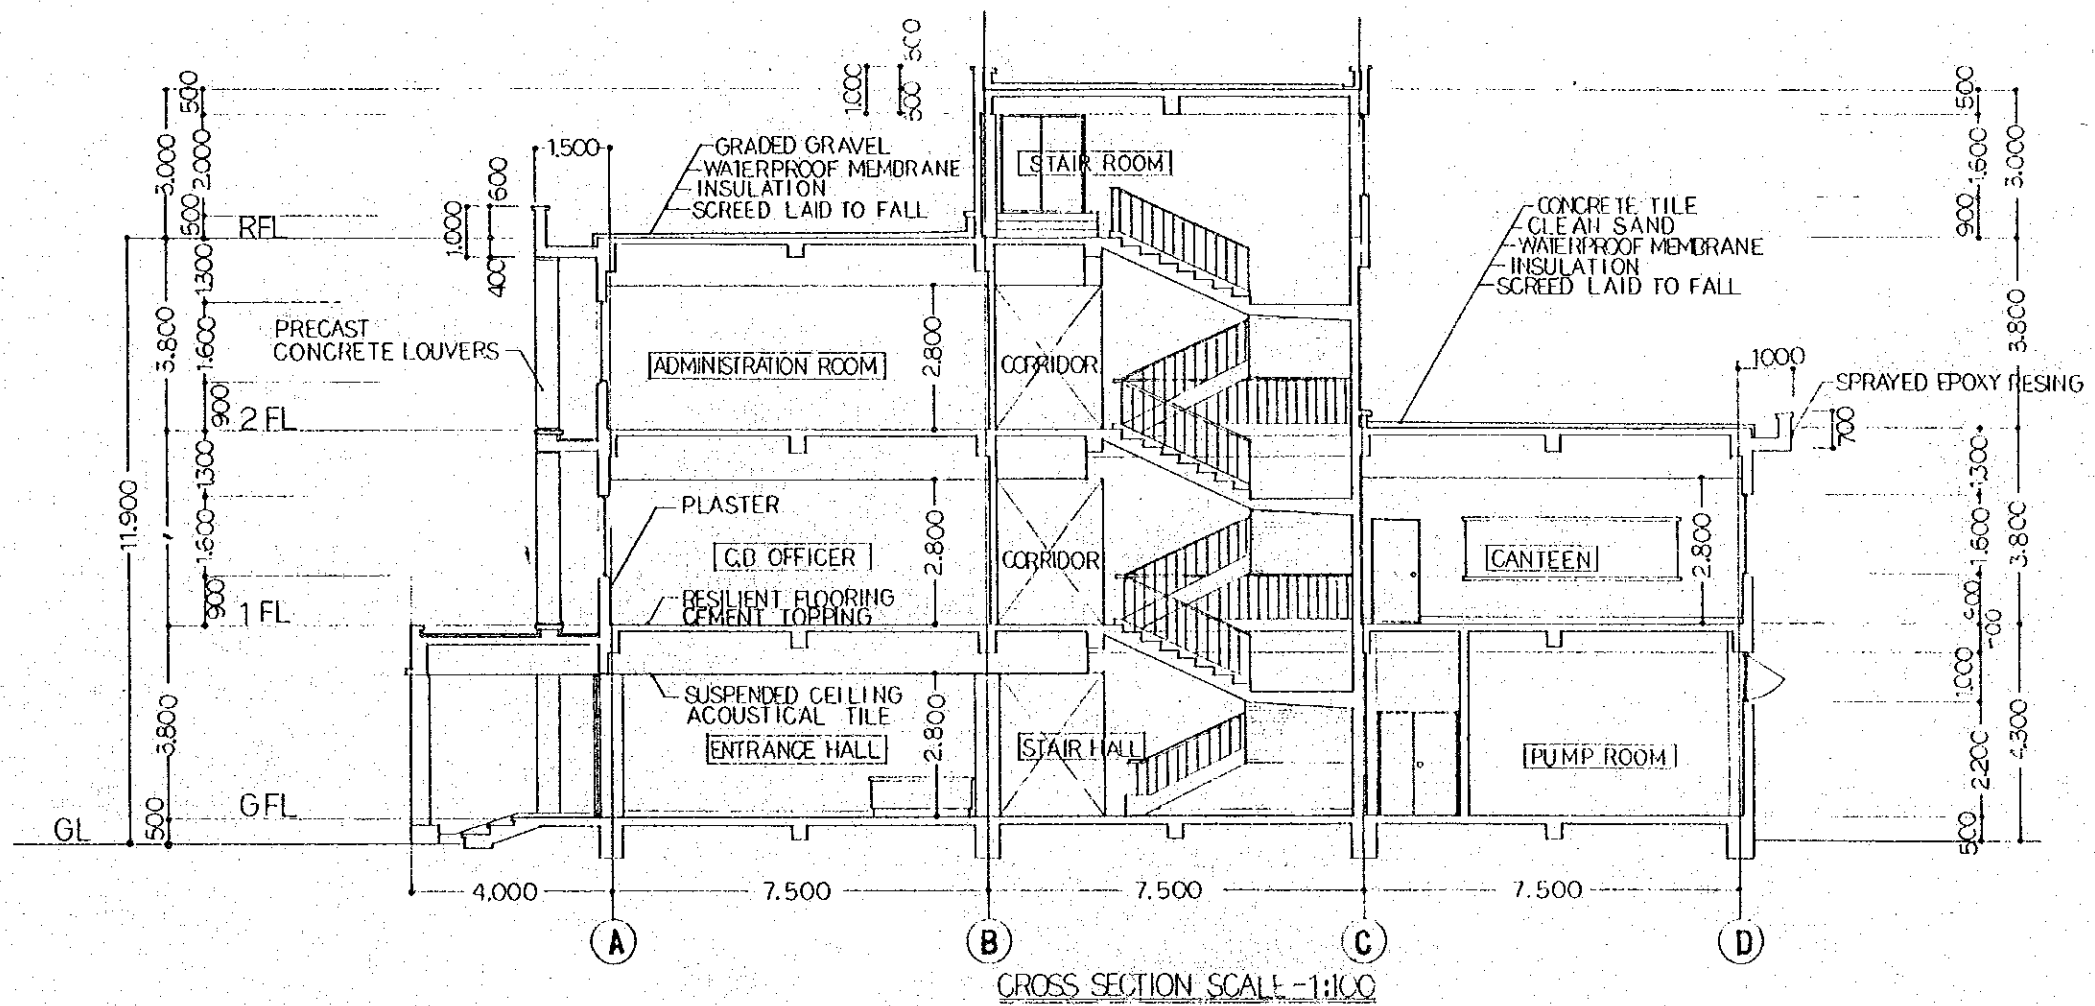 500
1.000
500
500
3.000
2.000
500
500
1.600
3.000
900
1.500
600
1.000
400
GRADED GRAVEL
WATERPROOF MEMBRANE
INSULATION
SCREED LAID TO FALL
STAIR ROOM
CONCRETE TILE
CLEAN SAND
WATERPROOF MEMBRANE
INSULATION
SCREED LAID TO FALL
RFL
1.300
3.800
1.600
900
PRECAST
CONCRETE LOUVERS
ADMINISTRATION ROOM
2.800
CORRIDOR
3.800
1000
SPRAYED EPOXY RESING
700
2 FL
11.900
1.300
1.600
900
PLASTER
C.D OFFICER
2.800
CORRIDOR
CANTEEN
2.800
1.300
1.600
3.800
RESILIENT FLOORING
CEMENT TOPPING
1 FL
3.800
SUSPENDED CEILING
ACOUSTICAL TILE
ENTRANCE HALL
2.800
STAIR HALL
PUMP ROOM
1.000
2.200
4.300
500
G FL
GL
500
4.000
7.500
7.500
7.500
A
B
C
D
CROSS SECTION SCALE -1:100